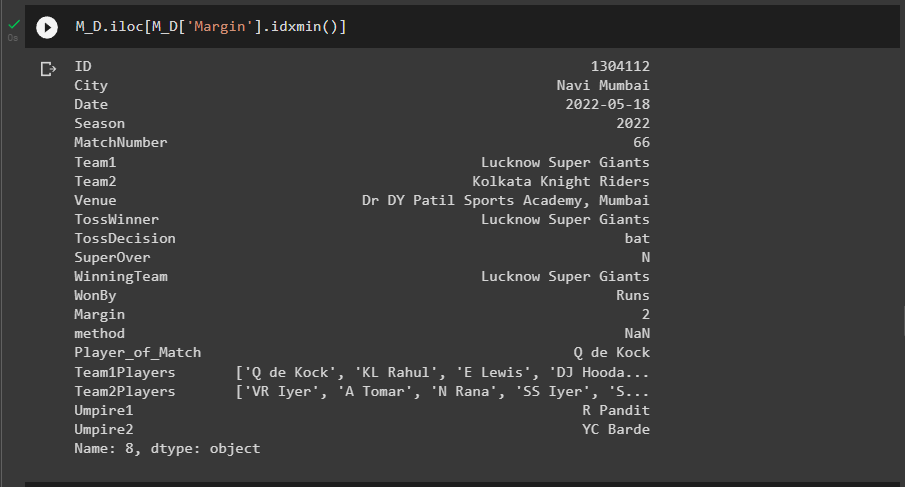 M_D.iloc[M_D['Margin'].idxmin()]
0s
ID 1304112
City Navi Mumbai
Date 2022-05-18
Season 2022
MatchNumber 66
Team1 Lucknow Super Giants
Team2 Kolkata Knight Riders
Venue Dr DY Patil Sports Academy, Mumbai
TossWinner Lucknow Super Giants
TossDecision bat
SuperOver N
WinningTeam Lucknow Super Giants
WonBy Runs
Margin 2
method NaN
Player_of_Match Q de Kock
Team1Players ['Q de Kock', 'KL Rahul', 'E Lewis', 'DJ Hooda...
Team2Players ['VR Iyer', 'A Tomar', 'N Rana', 'SS Iyer', 'S...
Umpire1 R Pandit
Umpire2 YC Barde
Name: 8, dtype: object